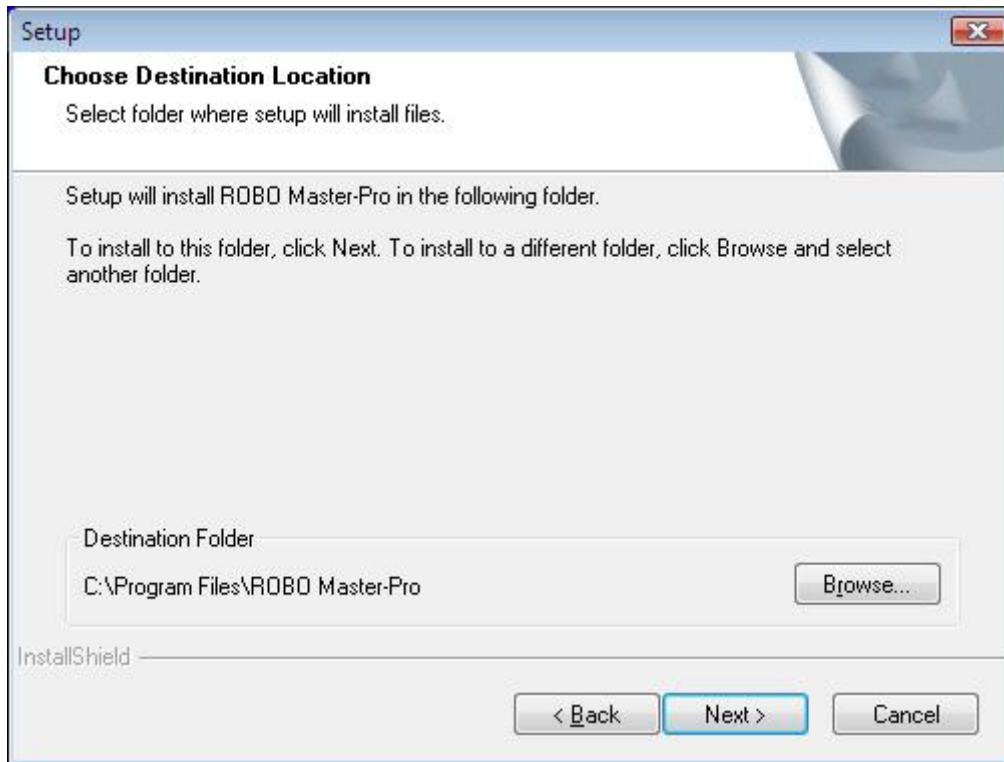 Setup
Choose Destination Location
Select folder where setup will install files.
Setup will install ROBO Master-Pro in the following folder.
To install to this folder, click Next. To install to a different folder, click Browse and select
another folder.
Destination Folder
C:\Program Files\ROBO Master-Pro
Browse...
InstallShield
< Back
Next >
Cancel